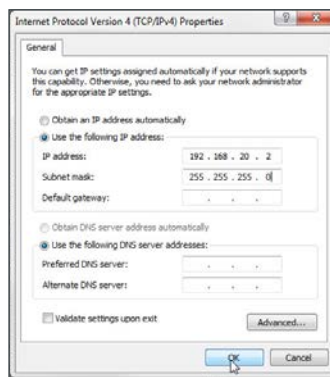 Internet Protocol Version 4 (TCP/IPv4) Properties
General
You can get IP settings assigned automatically if your network supports
this capability. Otherwise, you need to ask your network administrator
for the appropriate IP settings.
Obtain an IP address automatically
Use the following IP address:
IP address: 192 . 168 . 20 . 2
Subnet mask: 255 . 255 . 255 . 0
Default gateway: . . .
Obtain DNS server address automatically
Use the following DNS server addresses:
Preferred DNS server: . . .
Alternate DNS server: . . .
Validate settings upon exit
Advanced...
OK Cancel